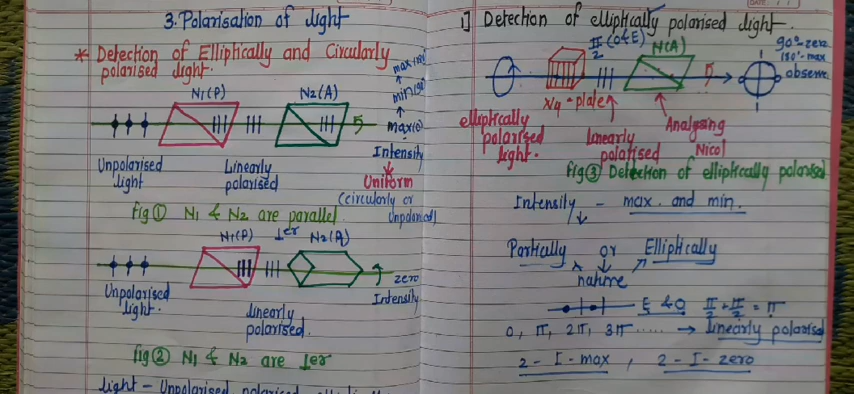 3. Polarisation of light
* Detection of Elliptically and Circularly
polarised light.
N1(P)
N2(A)
max(180)
min(90)
max(0)
Intensity
Uniform
(circularly or
Unpolarised)
Unpolarised
light
Linearly
polarised
fig ① N1 & N2 are parallel
N1(P)
⊥er
N2(A)
zero
Intensity
Unpolarised
light.
linearly
polarised.
fig ② N1 & N2 are ⊥er
light - Unpolarised, polarised
i] Detection of elliptically polarised light.
π/2 (O&E)
N(A)
90°-zero
180°-max
observe
λ/4 - plate
elliptically
polarised
light.
Linearly
polarised
Analysing
Nicol
fig ③ Detection of elliptically polarised
Intensity - max. and min.
Partically or Elliptically
nature
E & O π/2 + π/2 = π
0, π, 2π, 3π ...... → linearly polarised
2 - I - max , 2 - I - zero